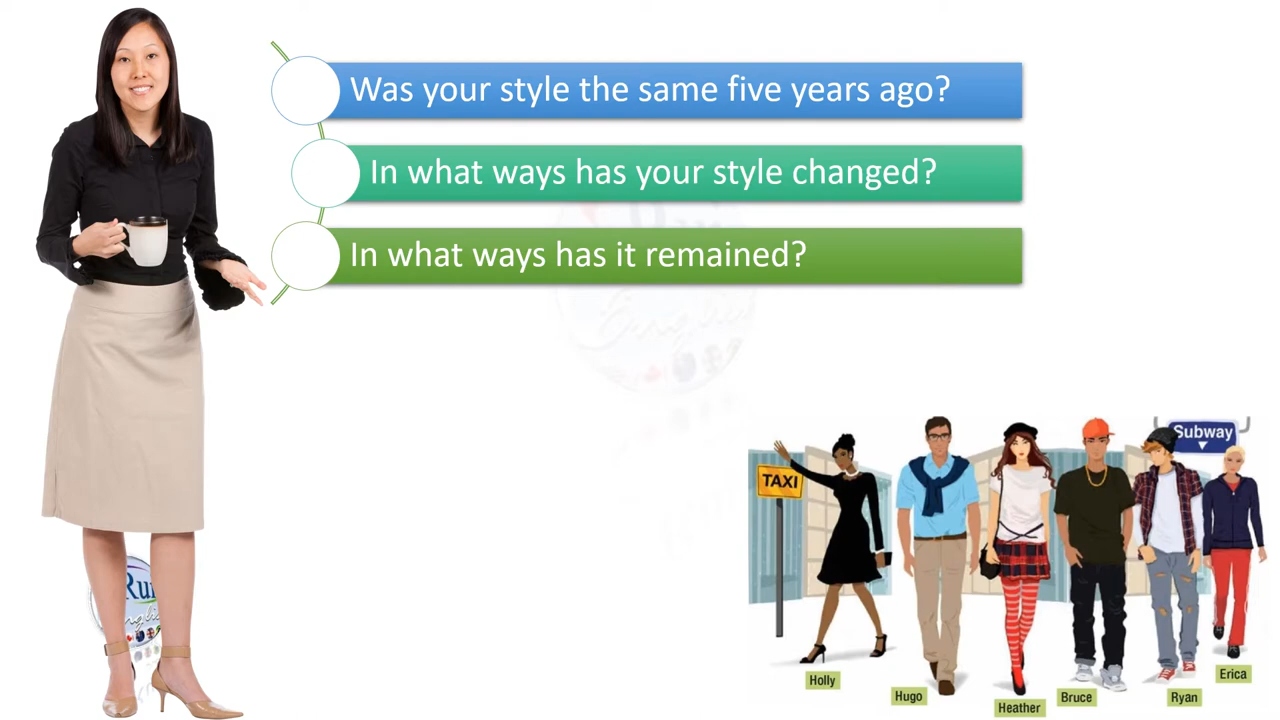 Was your style the same five years ago?
In what ways has your style changed?
In what ways has it remained?
Subway
TAXI
Holly
Hugo
Heather
Bruce
Ryan
Erica